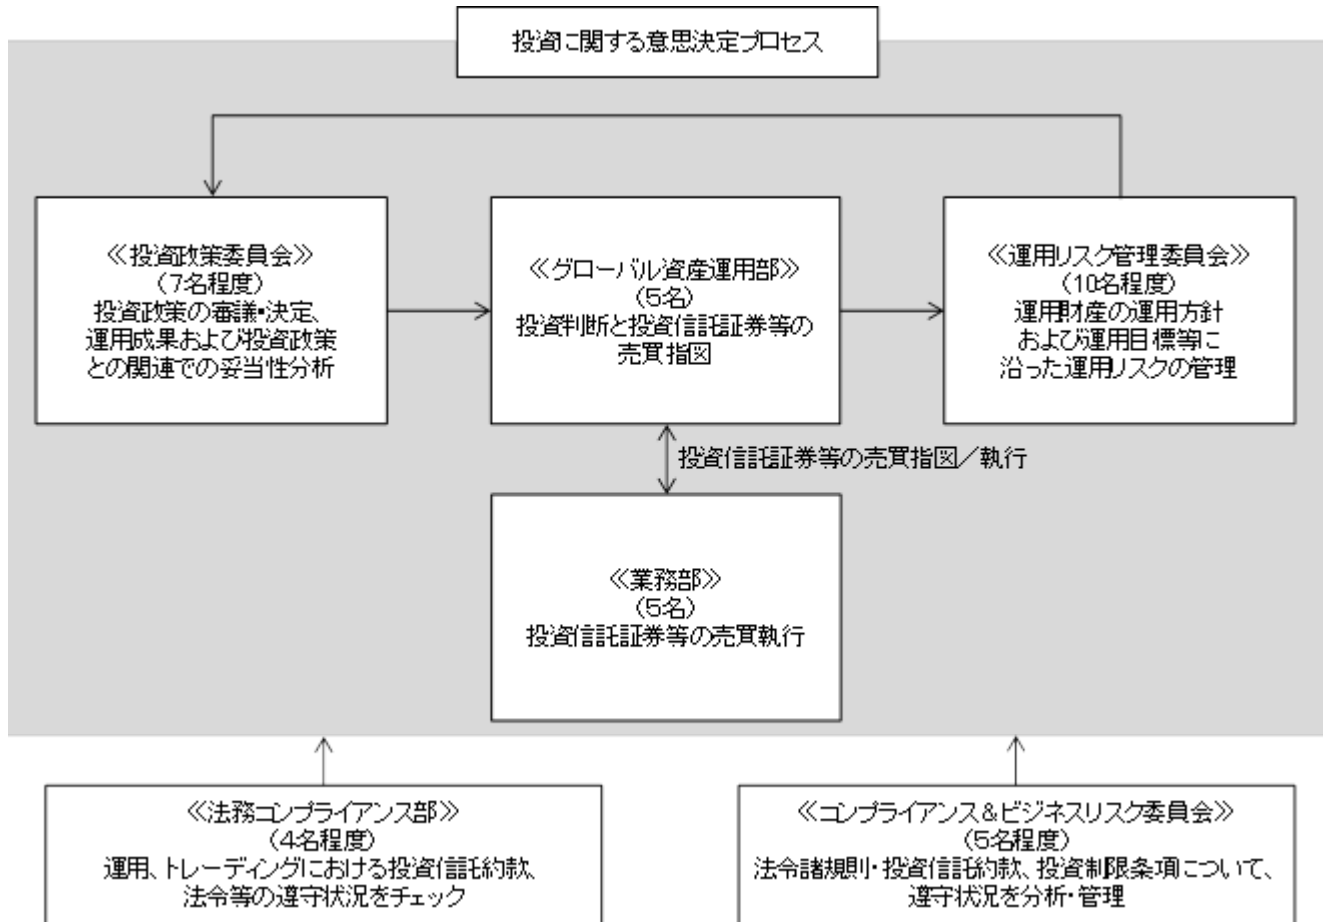 投資に関する意思決定プロセス
≪投資政策委員会≫
(7名程度)
投資政策の審議・決定、
運用成果および投資政策
との関連での妥当性分析
≪グローバル資産運用部≫
(5名)
投資判断と投資信託証券等の
売買指図
≪運用リスク管理委員会≫
(10名程度)
運用財産の運用方針
および運用目標等に
沿った運用リスクの管理
投資信託証券等の売買指図／執行
≪業務部≫
(5名)
投資信託証券等の売買執行
≪法務コンプライアンス部≫
(4名程度)
運用、トレーディングにおける投資信託約款、
法令等の遵守状況をチェック
≪コンプライアンス＆ビジネスリスク委員会≫
(5名程度)
法令諸規則・投資信託約款、投資制限条項について、
遵守状況を分析・管理